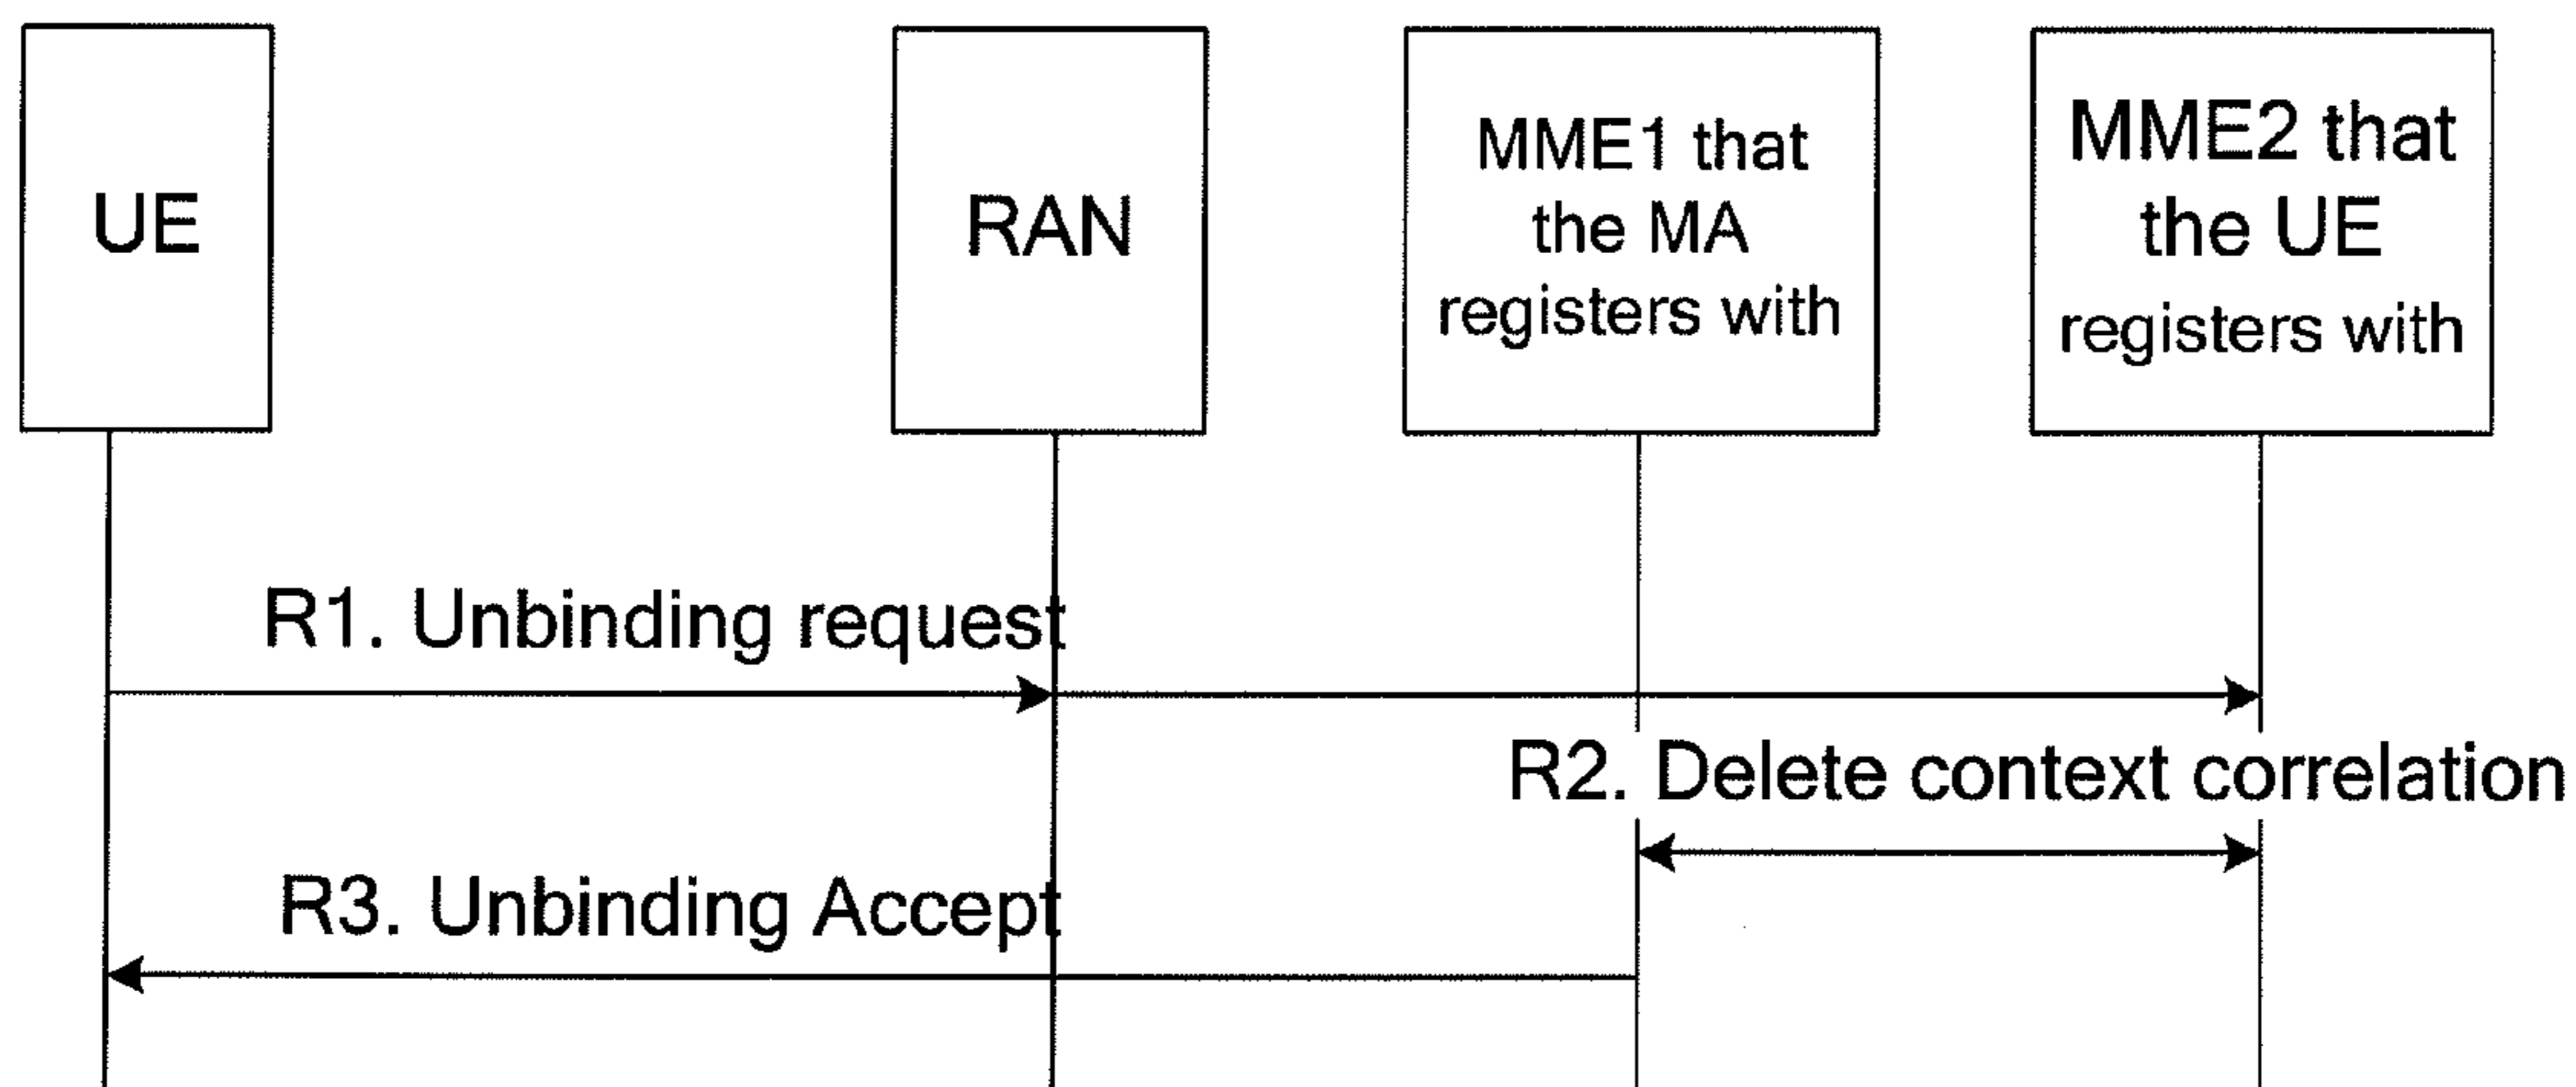 UE
RAN
MME1 that
the MA
registers with
MME2 that
the UE
registers with
R1. Unbinding request
R2. Delete context correlation
R3. Unbinding Accept